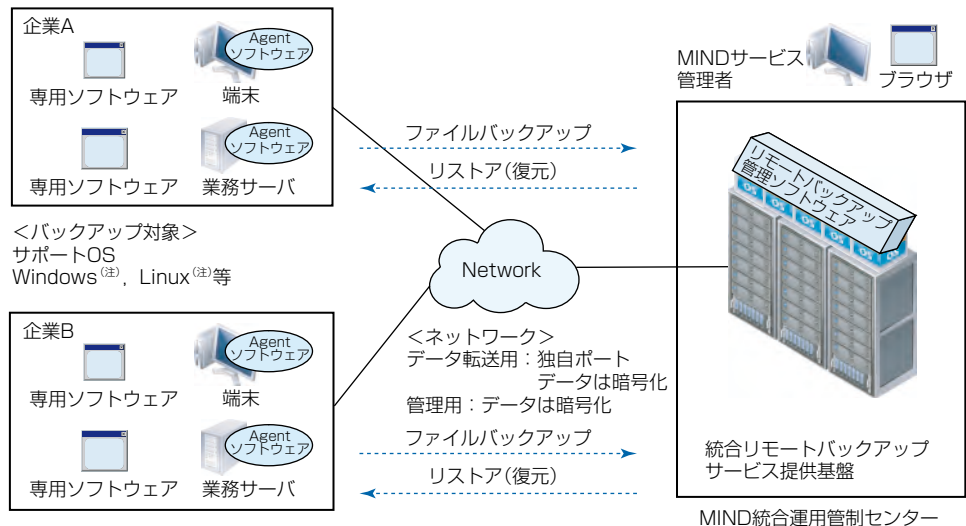 企業A
Agent
ソフトウェア
専用ソフトウェア
端末
Agent
ソフトウェア
専用ソフトウェア
業務サーバ
<バックアップ対象>
サポートOS
Windows(注), Linux(注)等
企業B
Agent
ソフトウェア
専用ソフトウェア
端末
Agent
ソフトウェア
専用ソフトウェア
業務サーバ
ファイルバックアップ
リストア(復元)
Network
<ネットワーク>
データ転送用:独自ポート
データは暗号化
管理用:データは暗号化
ファイルバックアップ
リストア(復元)
MINDサービス
管理者
ブラウザ
リモートバックアップ
管理ソフトウェア
OS OS OS OS OS OS
統合リモートバックアップ
サービス提供基盤
MIND統合運用管制センター